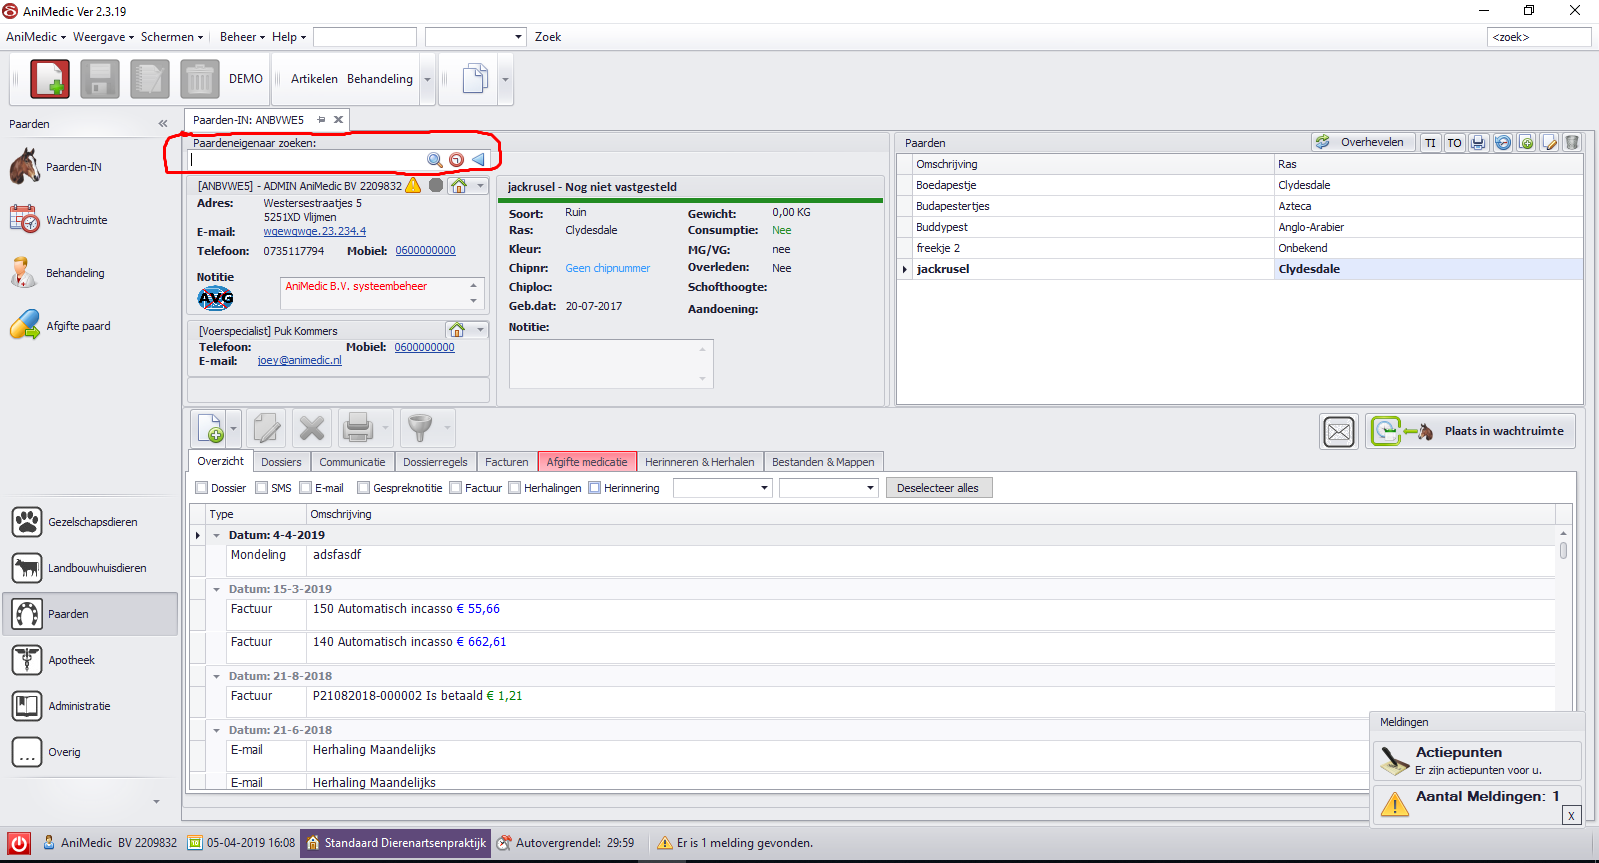 AniMedic Ver 2.3.19
AniMedic Weergave Schermen Beheer Help Zoek <zoek>
DEMO Artikelen Behandeling
Paarden
Paarden-IN
Wachtruimte
Behandeling
Afgifte paard
Gezelschapsdieren
Landbouwhuisdieren
Paarden
Apotheek
Administratie
Overig
Paarden-IN: ANBVWE5
Paardeneigenaar zoeken:
[ANBVWE5] - ADMIN AniMedic BV 2209832
Adres: Westersestraatjes 5
5251XD Vlijmen
E-mail: wqewqwqe.23.234.4
Telefoon: 0735117794 Mobiel: 0600000000
Notitie
AVG
AniMedic B.V. systeembeheer
[Voerspecialist] Puk Kommers
Telefoon: Mobiel: 0600000000
E-mail: joey@animedic.nl
jackrusel - Nog niet vastgesteld
Soort: Ruin Gewicht: 0,00 KG
Ras: Clydesdale Consumptie: Nee
Kleur: MG/VG: nee
Chipnr: Geen chipnummer Overleden: Nee
Chiploc: Schofthoogte:
Geb.dat: 20-07-2017 Aandoening:
Notitie:
Paarden Overhevelen TI TO
Omschrijving Ras
Boedapestje Clydesdale
Budapestertjes Azteca
Buddypest Anglo-Arabier
freekje 2 Onbekend
jackrusel Clydesdale
Plaats in wachtruimte
Overzicht Dossiers Communicatie Dossierregels Facturen Afgifte medicatie Herinneren & Herhalen Bestanden & Mappen
Dossier SMS E-mail Gespreknotitie Factuur Herhalingen Herinnering Deselecteer alles
Type Omschrijving
Datum: 4-4-2019
Mondeling adsfasdf
Datum: 15-3-2019
Factuur 150 Automatisch incasso € 55,66
Factuur 140 Automatisch incasso € 662,61
Datum: 21-8-2018
Factuur P21082018-000002 Is betaald € 1,21
Datum: 21-6-2018
E-mail Herhaling Maandelijks
E-mail Herhaling Maandelijks
Meldingen
Actiepunten
Er zijn actiepunten voor u.
Aantal Meldingen: 1
X
AniMedic BV 2209832 05-04-2019 16:08 Standaard Dierenartsenpraktijk Autovergrendel: 29:59 Er is 1 melding gevonden.